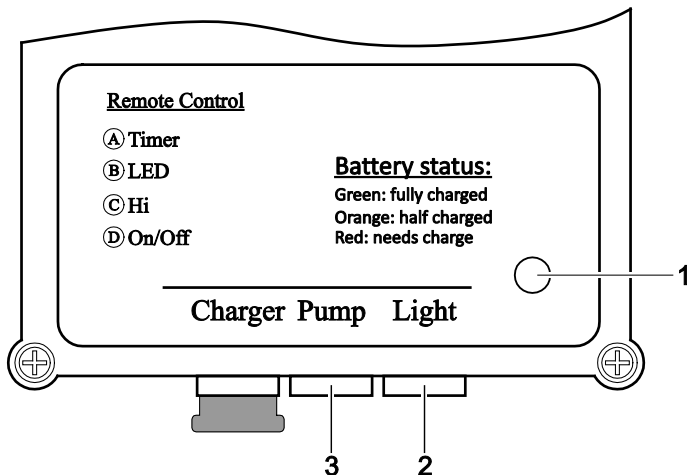 Remote Control
Ⓐ Timer
Ⓑ LED
Ⓒ Hi
Ⓓ On/Off
Battery status:
Green: fully charged
Orange: half charged
Red: needs charge
1
Charger Pump Light
3 2